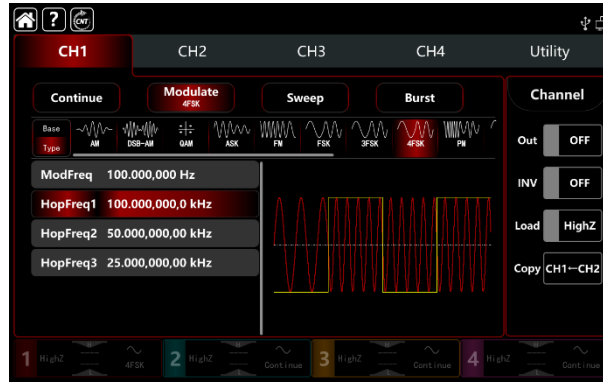 ? CNT
CH1 CH2 CH3 CH4 Utility
Continue Modulate 4FSK Sweep Burst Channel
Base Type AM DSB-AM QAM ASK FM FSK 3FSK 4FSK PM
Out OFF
ModFreq 100.000,000 Hz
INV OFF
HopFreq1 100.000,000,0 kHz
Load HighZ
HopFreq2 50.000,000,00 kHz
HopFreq3 25.000,000,00 kHz
Copy CH1←CH2
1 HighZ 4FSK 2 HighZ Continue 3 HighZ Continue 4 HighZ Continue